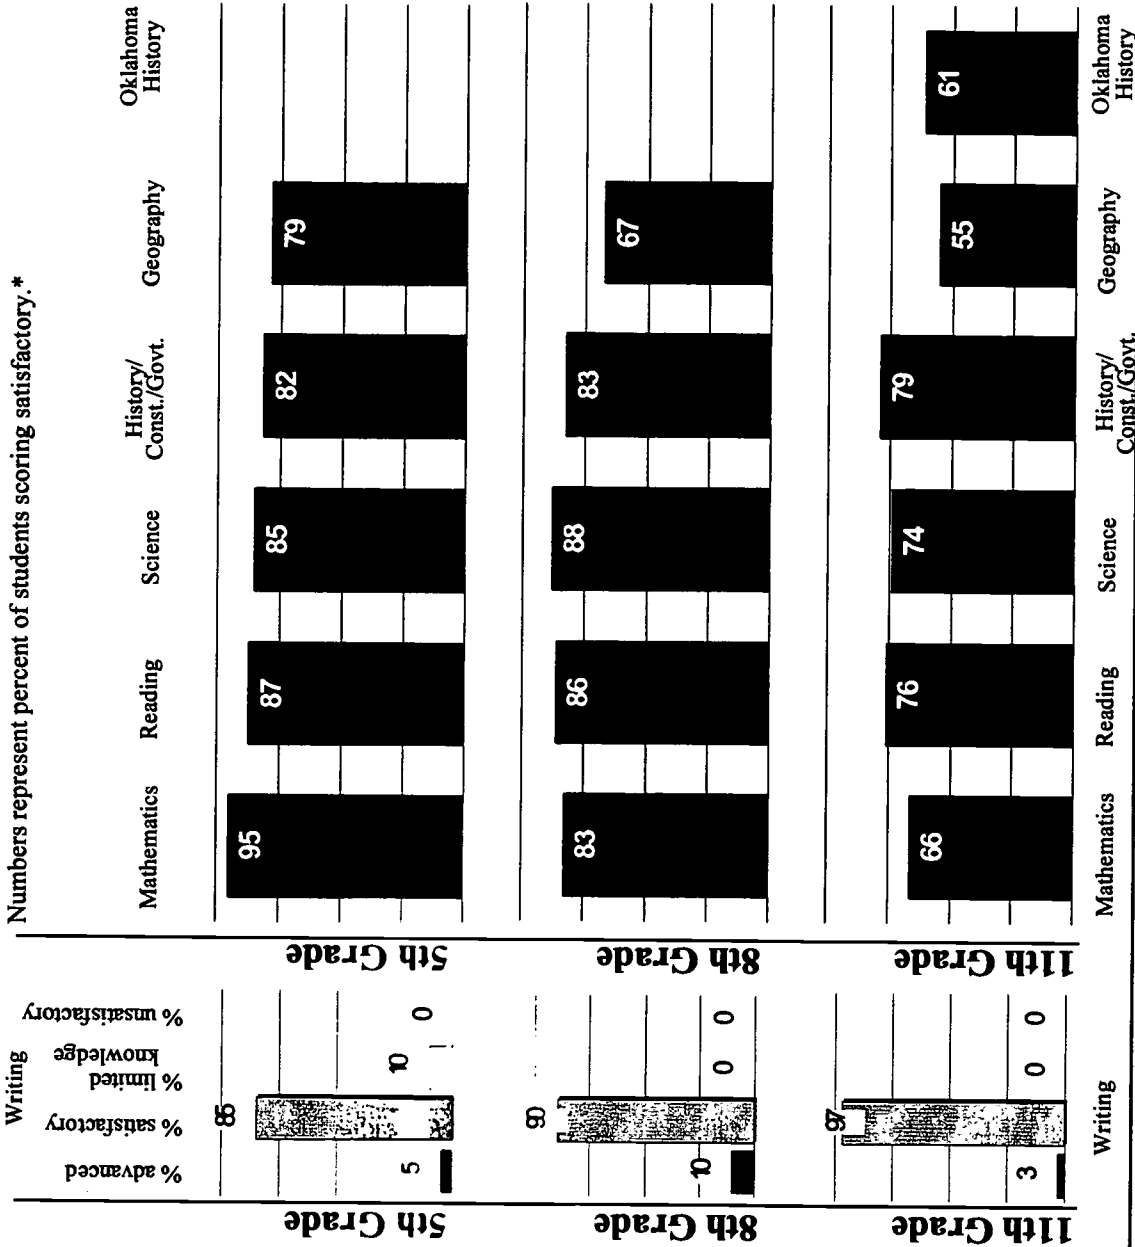 Numbers represent percent of students scoring satisfactory.*
Writing
% advanced
% satisfactory
% limited
knowledge
% unsatisfactory
Mathematics
Reading
Science
History/
Const./Govt.
Geography
Oklahoma
History
5th Grade
5
85
10
0
5th Grade
95
87
85
82
79
8th Grade
10
90
0
0
8th Grade
83
86
88
83
67
11th Grade
3
97
0
0
11th Grade
66
76
74
79
55
61
Writing
Mathematics
Reading
Science
History/
Const./Govt.
Geography
Oklahoma
History